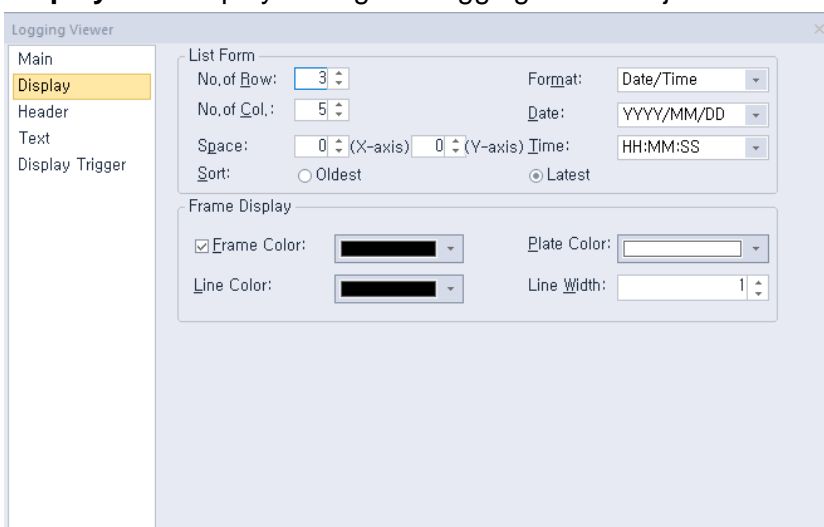 Logging Viewer
Main
Display
Header
Text
Display Trigger
List Form
No,of Row: 3 Format: Date/Time
No,of Col,: 5 Date: YYYY/MM/DD
Space: 0 (X-axis) 0 (Y-axis) Time: HH:MM:SS
Sort: Oldest Latest
Frame Display
Frame Color: Plate Color:
Line Color: Line Width: 1